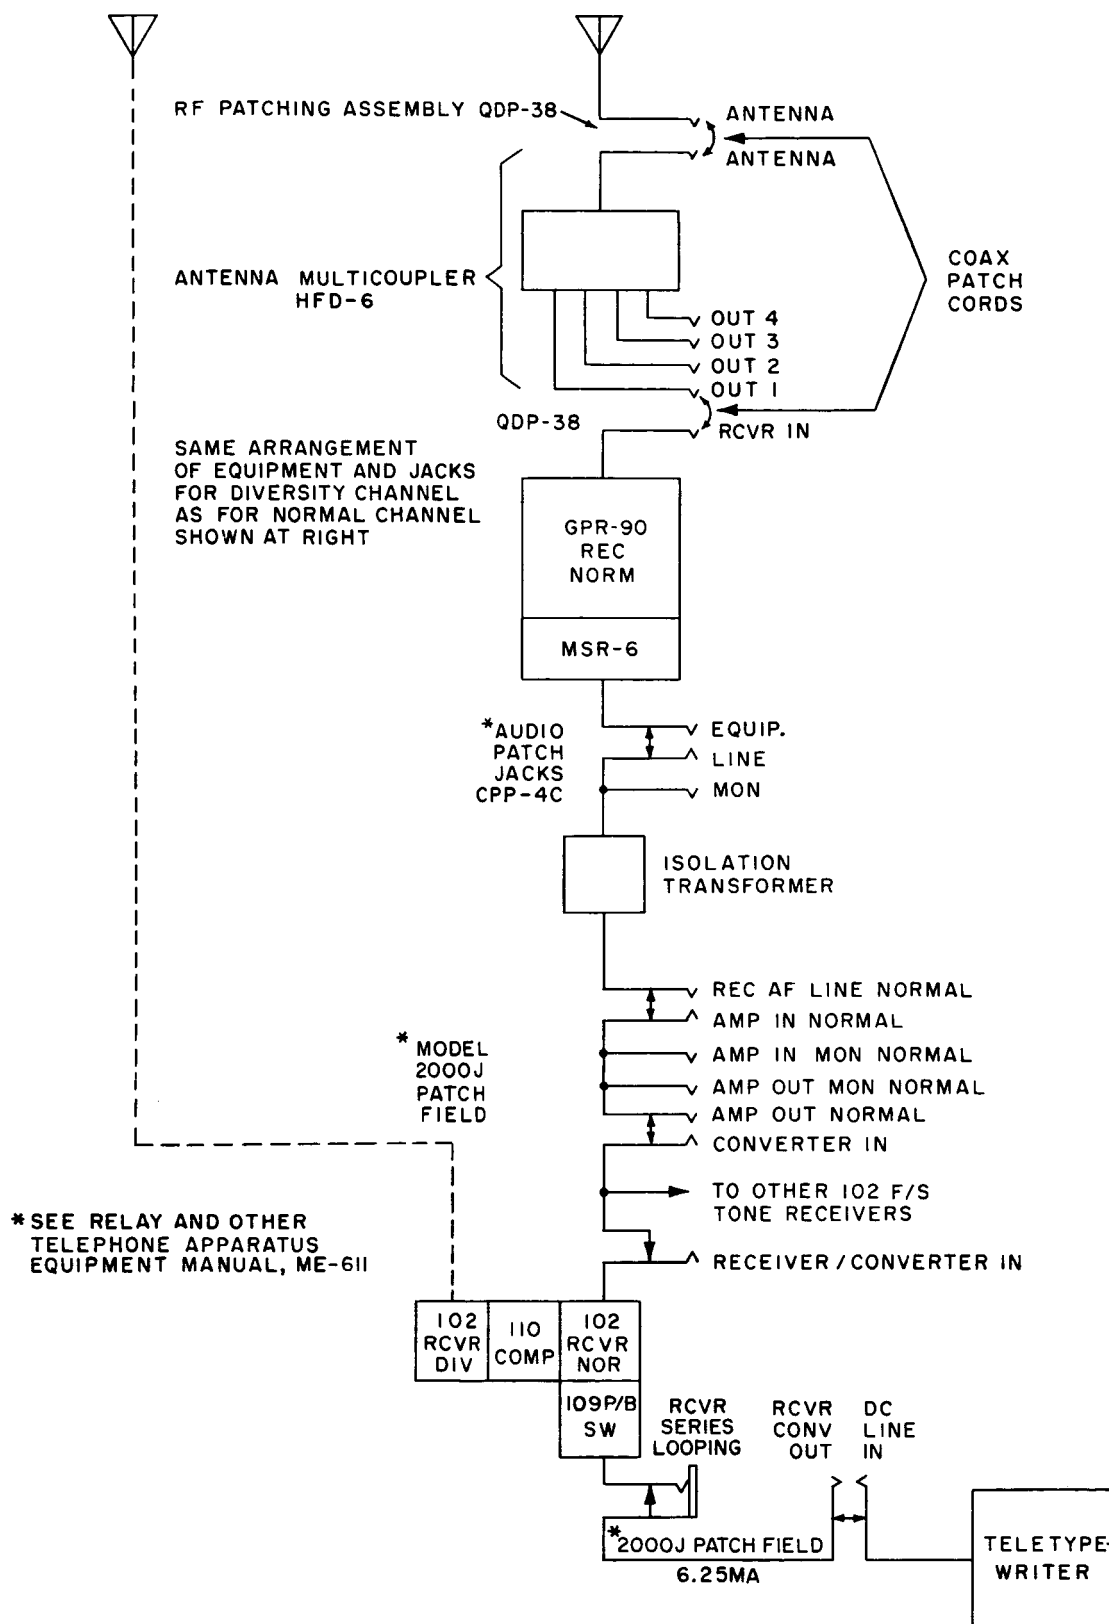 RF PATCHING ASSEMBLY QDP-38
ANTENNA
ANTENNA
COAX
PATCH
CORDS
ANTENNA MULTICOUPLER
HFD-6
OUT 4
OUT 3
OUT 2
OUT 1
QDP-38
RCVR IN
SAME ARRANGEMENT
OF EQUIPMENT AND JACKS
FOR DIVERSITY CHANNEL
AS FOR NORMAL CHANNEL
SHOWN AT RIGHT
GPR-90
REC
NORM
MSR-6
*AUDIO
PATCH
JACKS
CPP-4C
EQUIP.
LINE
MON
ISOLATION
TRANSFORMER
REC AF LINE NORMAL
AMP IN NORMAL
AMP IN MON NORMAL
AMP OUT MON NORMAL
AMP OUT NORMAL
CONVERTER IN
* MODEL
2000J
PATCH
FIELD
TO OTHER 102 F/S
TONE RECEIVERS
RECEIVER/CONVERTER IN
*SEE RELAY AND OTHER
TELEPHONE APPARATUS
EQUIPMENT MANUAL, ME-611
102
RCVR
DIV
110
COMP
102
RCVR
NOR
109P/B
SW
RCVR
SERIES
LOOPING
RCVR
CONV
OUT
DC
LINE
IN
*2000J PATCH FIELD
6.25MA
TELETYPE-
WRITER